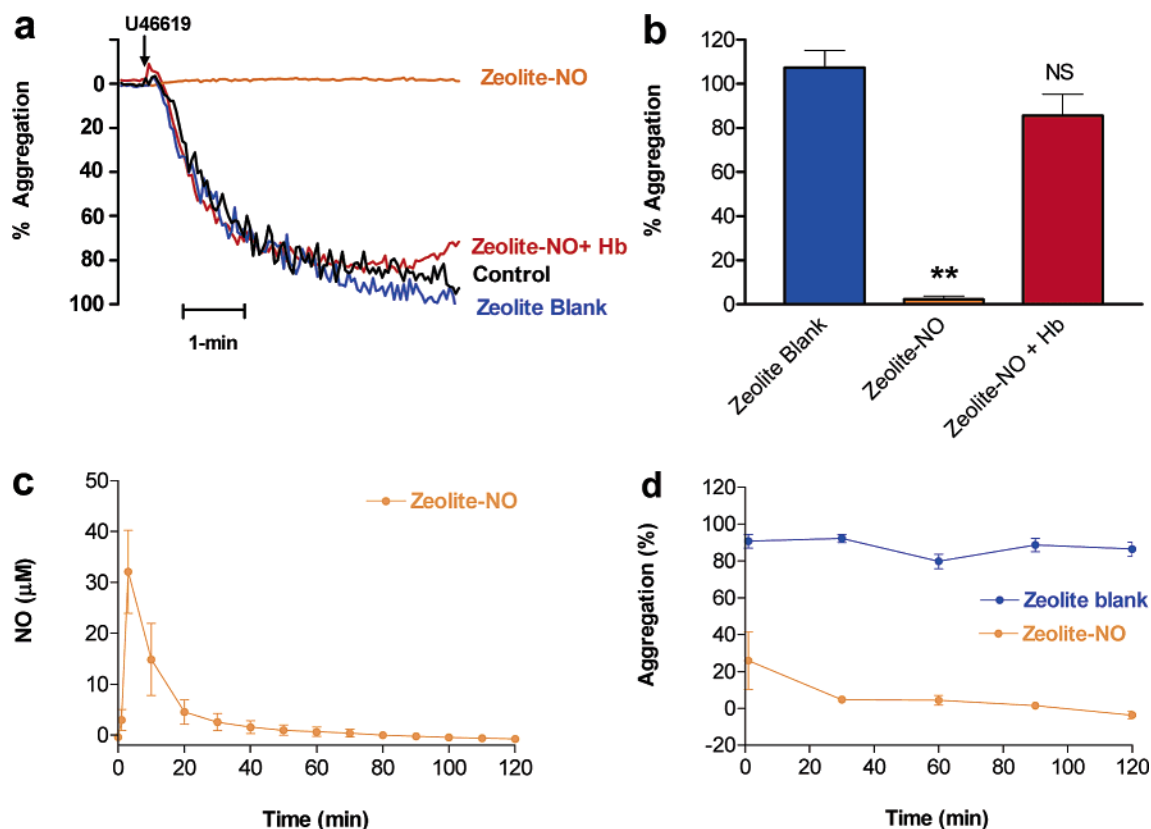 a
U46619
% Aggregation
0
20
40
60
80
100
Zeolite-NO
Zeolite-NO+ Hb
Control
Zeolite Blank
1-min
b
% Aggregation
120
100
80
60
40
20
0
**
NS
Zeolite Blank
Zeolite-NO
Zeolite-NO + Hb
c
NO (µM)
50
40
30
20
10
0
Zeolite-NO
0 20 40 60 80 100 120
Time (min)
d
Aggregation (%)
120
100
80
60
40
20
0
-20
Zeolite blank
Zeolite-NO
0 20 40 60 80 100 120
Time (min)